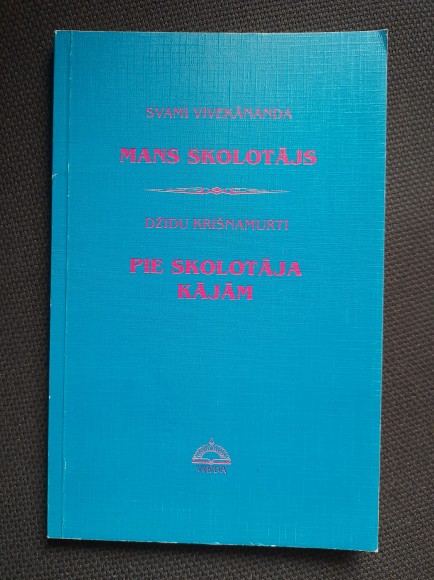 SVAMI VIVEKĀNANDA
MANS SKOLOTĀJS
DŽIDU KRIŠNAMURTI
PIE SKOLOTĀJA
KĀJĀM